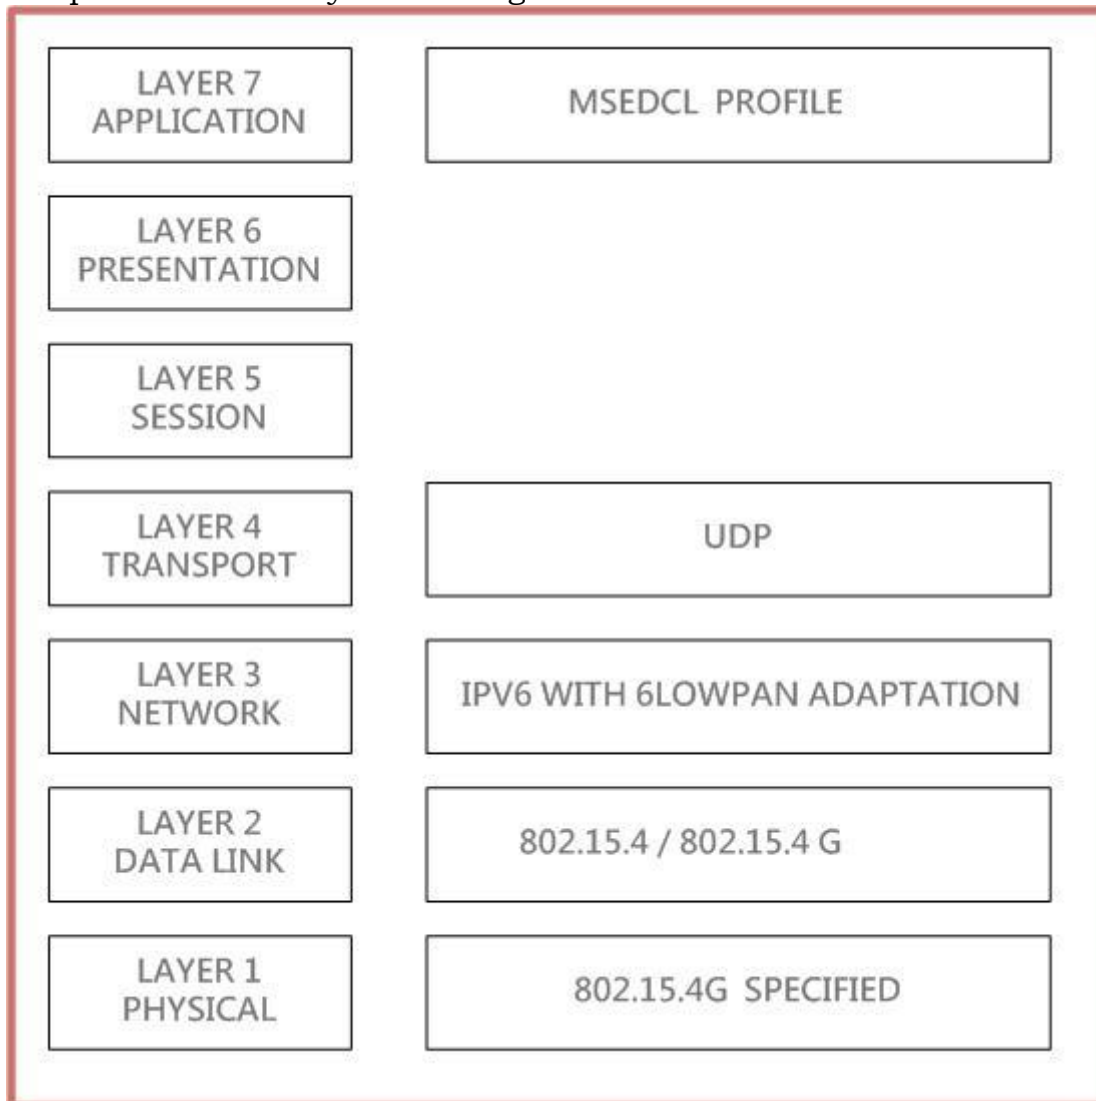 LAYER 7
APPLICATION
MSEDCL PROFILE
LAYER 6
PRESENTATION
LAYER 5
SESSION
LAYER 4
TRANSPORT
UDP
LAYER 3
NETWORK
IPV6 WITH 6LOWPAN ADAPTATION
LAYER 2
DATA LINK
802.15.4 / 802.15.4 G
LAYER 1
PHYSICAL
802.15.4G SPECIFIED